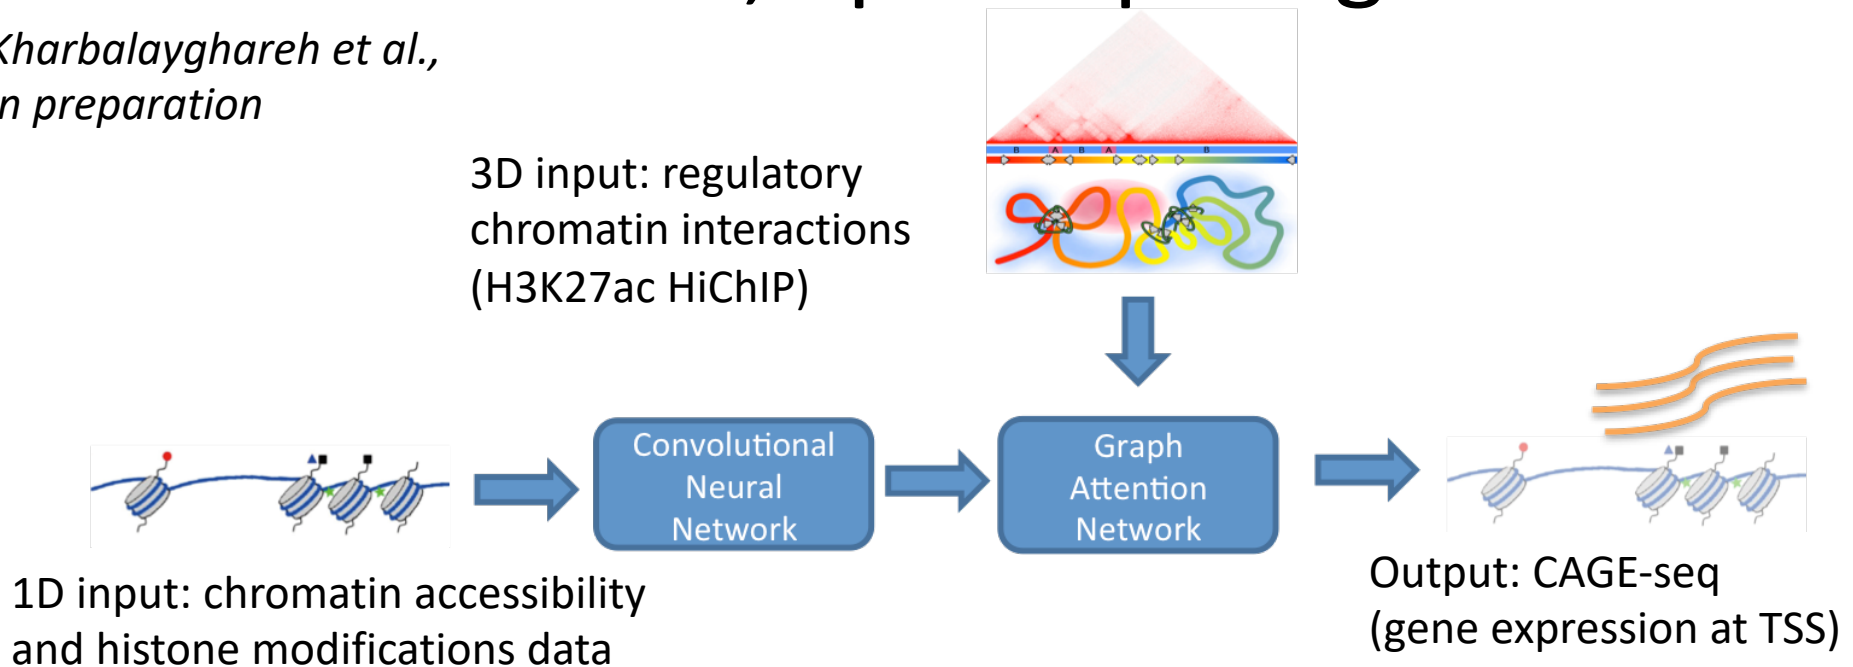 Kharbalayghareh et al.,
n preparation
3D input: regulatory
chromatin interactions
(H3K27ac HiChIP)
B A B A B
Convolutional
Neural
Network
Graph
Attention
Network
1D input: chromatin accessibility
and histone modifications data
Output: CAGE-seq
(gene expression at TSS)